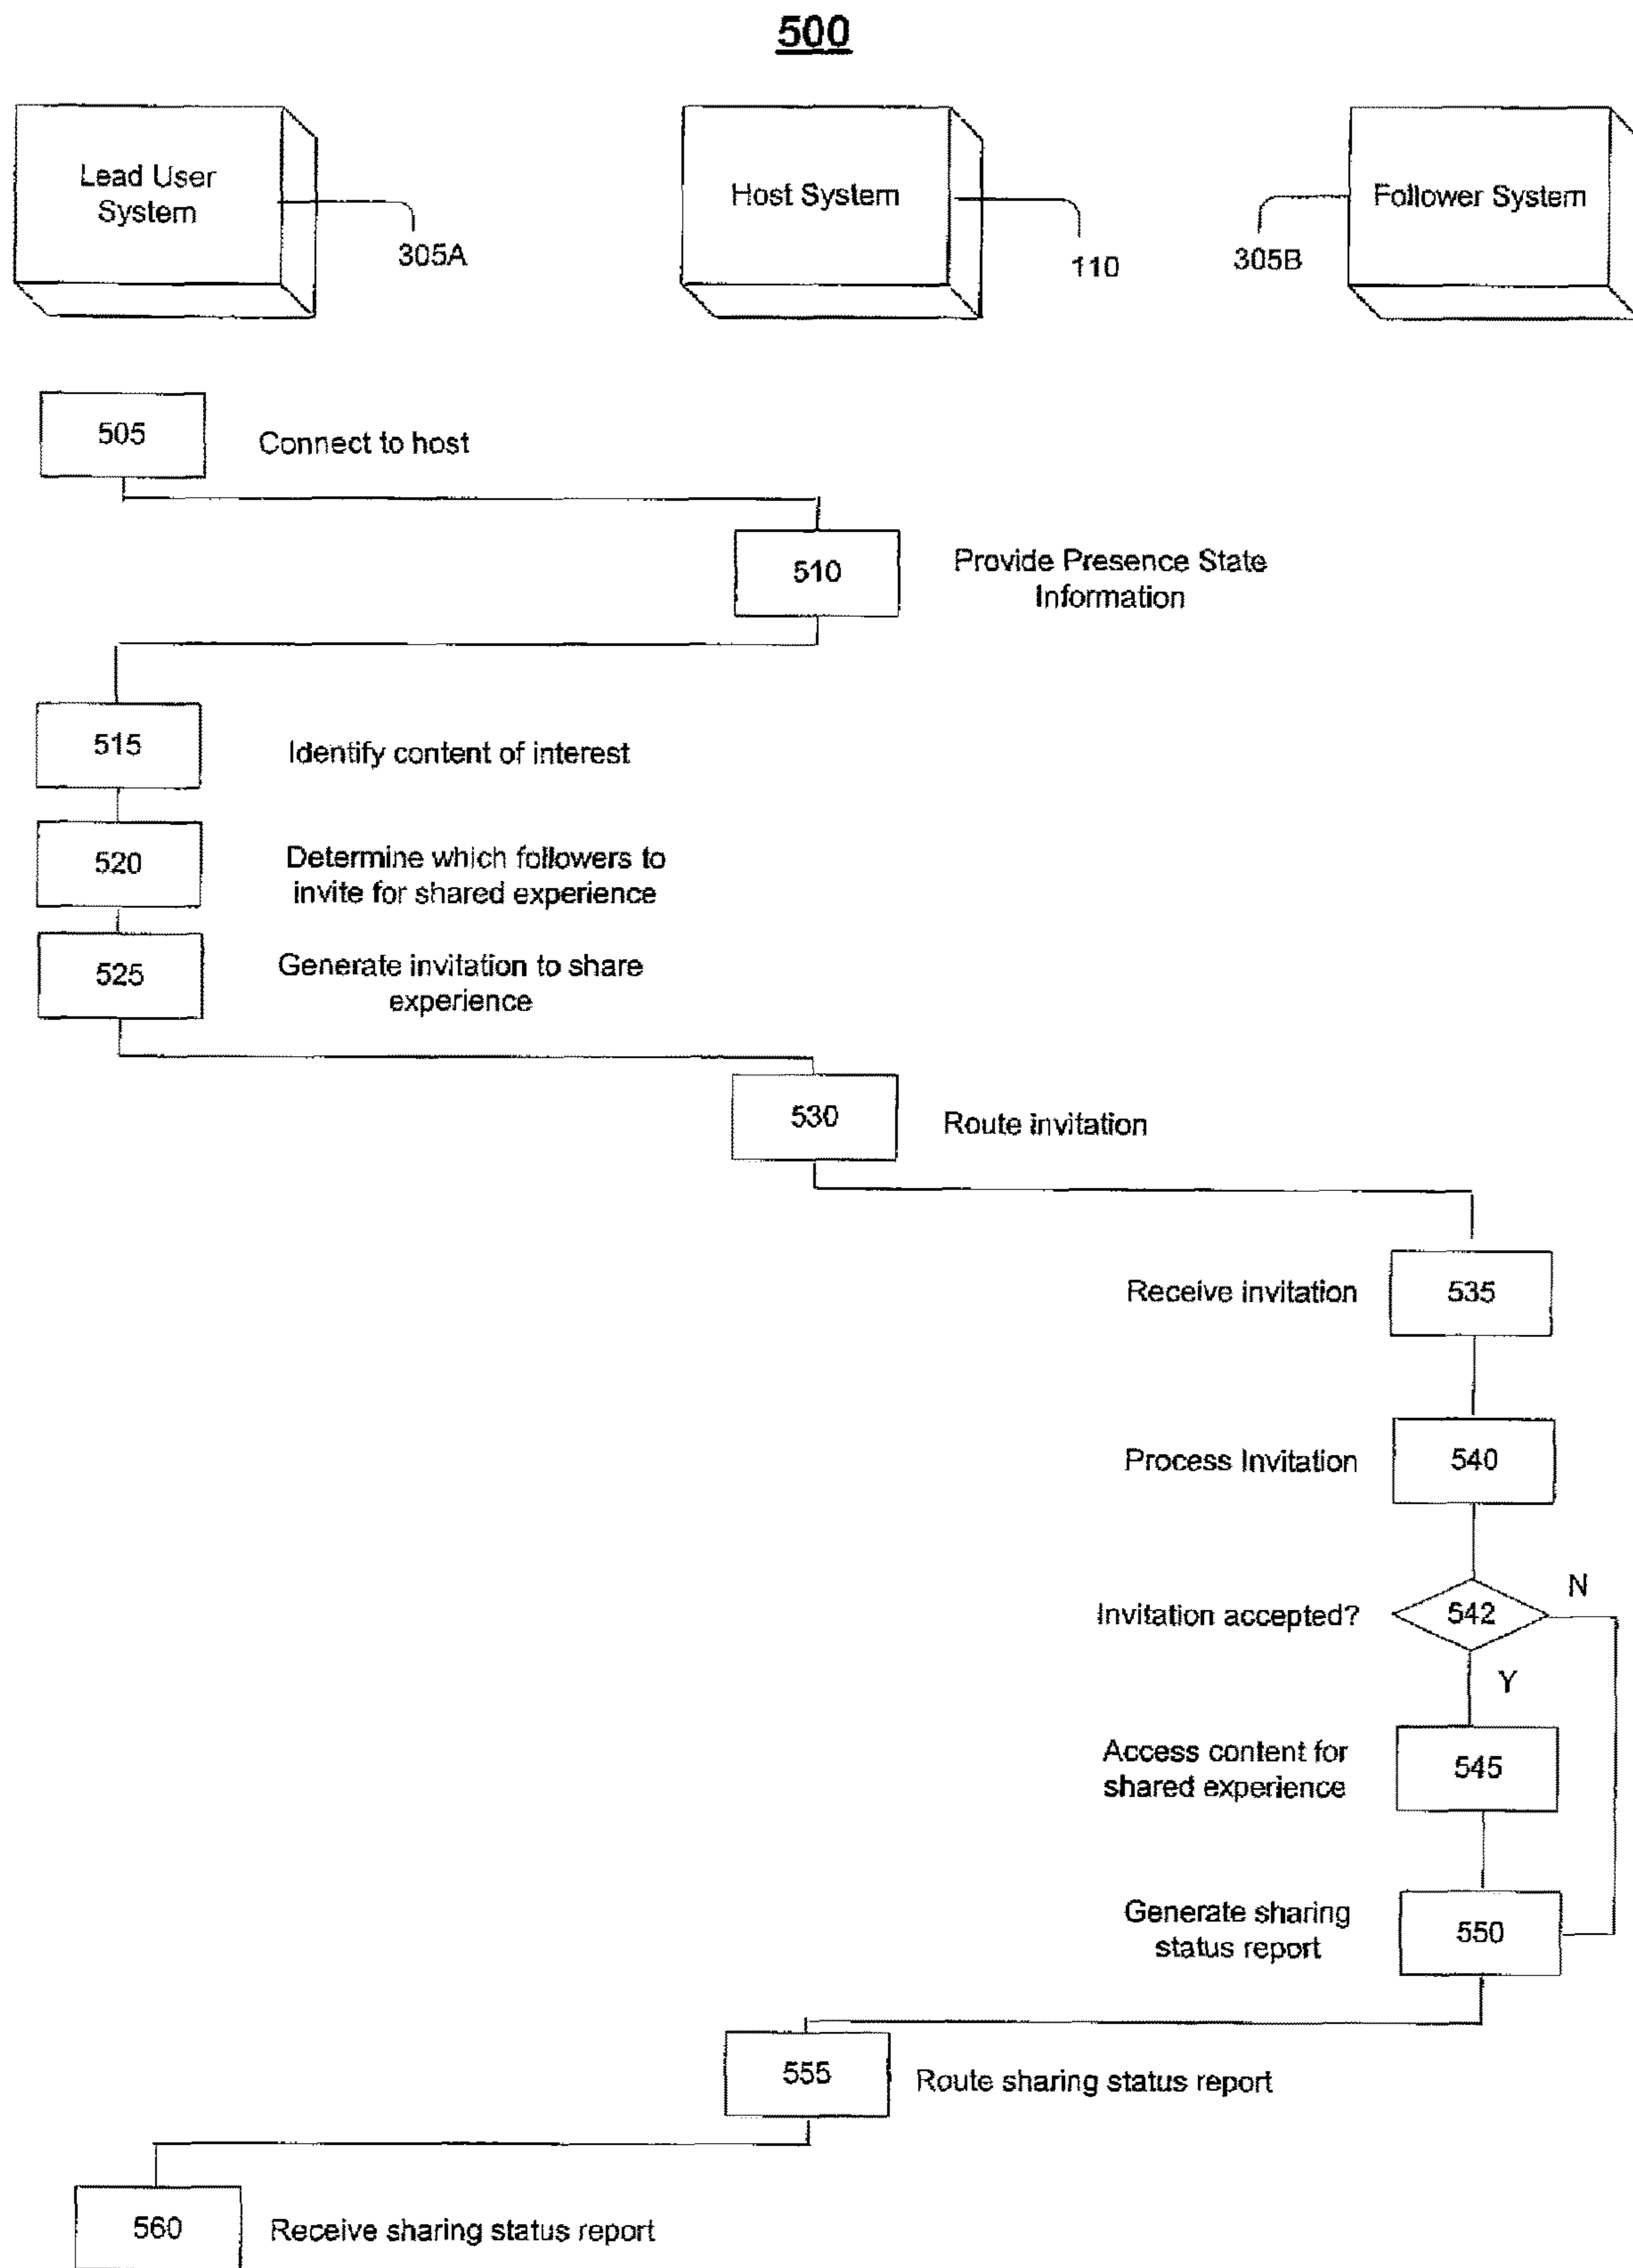 500
Lead User
System
305A
Host System
110
305B
Follower System
505
Connect to host
510
Provide Presence State
Information
515
Identify content of interest
520
Determine which followers to
invite for shared experience
525
Generate invitation to share
experience
530
Route invitation
Receive invitation
535
Process Invitation
540
Invitation accepted?
542
N
Y
Access content for
shared experience
545
Generate sharing
status report
550
555
Route sharing status report
560
Receive sharing status report